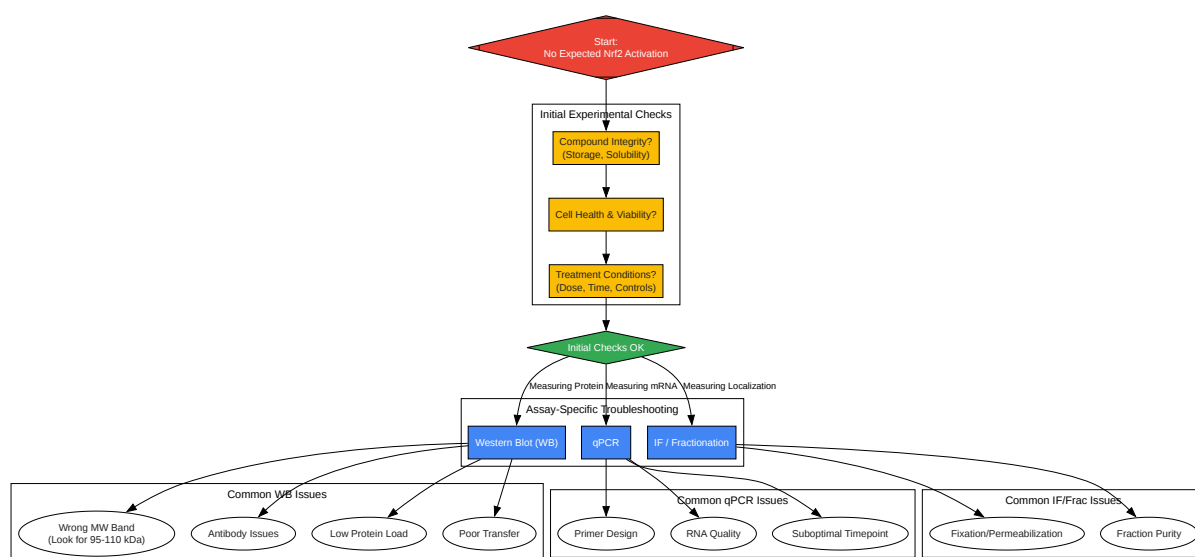 Start:
No Expected Nrf2 Activation
Initial Experimental Checks
Compound Integrity?
(Storage, Solubility)
Cell Health & Viability?
Treatment Conditions?
(Dose, Time, Controls)
Initial Checks OK
Measuring Protein
Measuring mRNA
Measuring Localization
Assay-Specific Troubleshooting
Western Blot (WB)
qPCR
IF / Fractionation
Common WB Issues
Common qPCR Issues
Common IF/Frac Issues
Wrong MW Band
(Look for 95-110 kDa)
Antibody Issues
Low Protein Load
Poor Transfer
Primer Design
RNA Quality
Suboptimal Timepoint
Fixation/Permeabilization
Fraction Purity